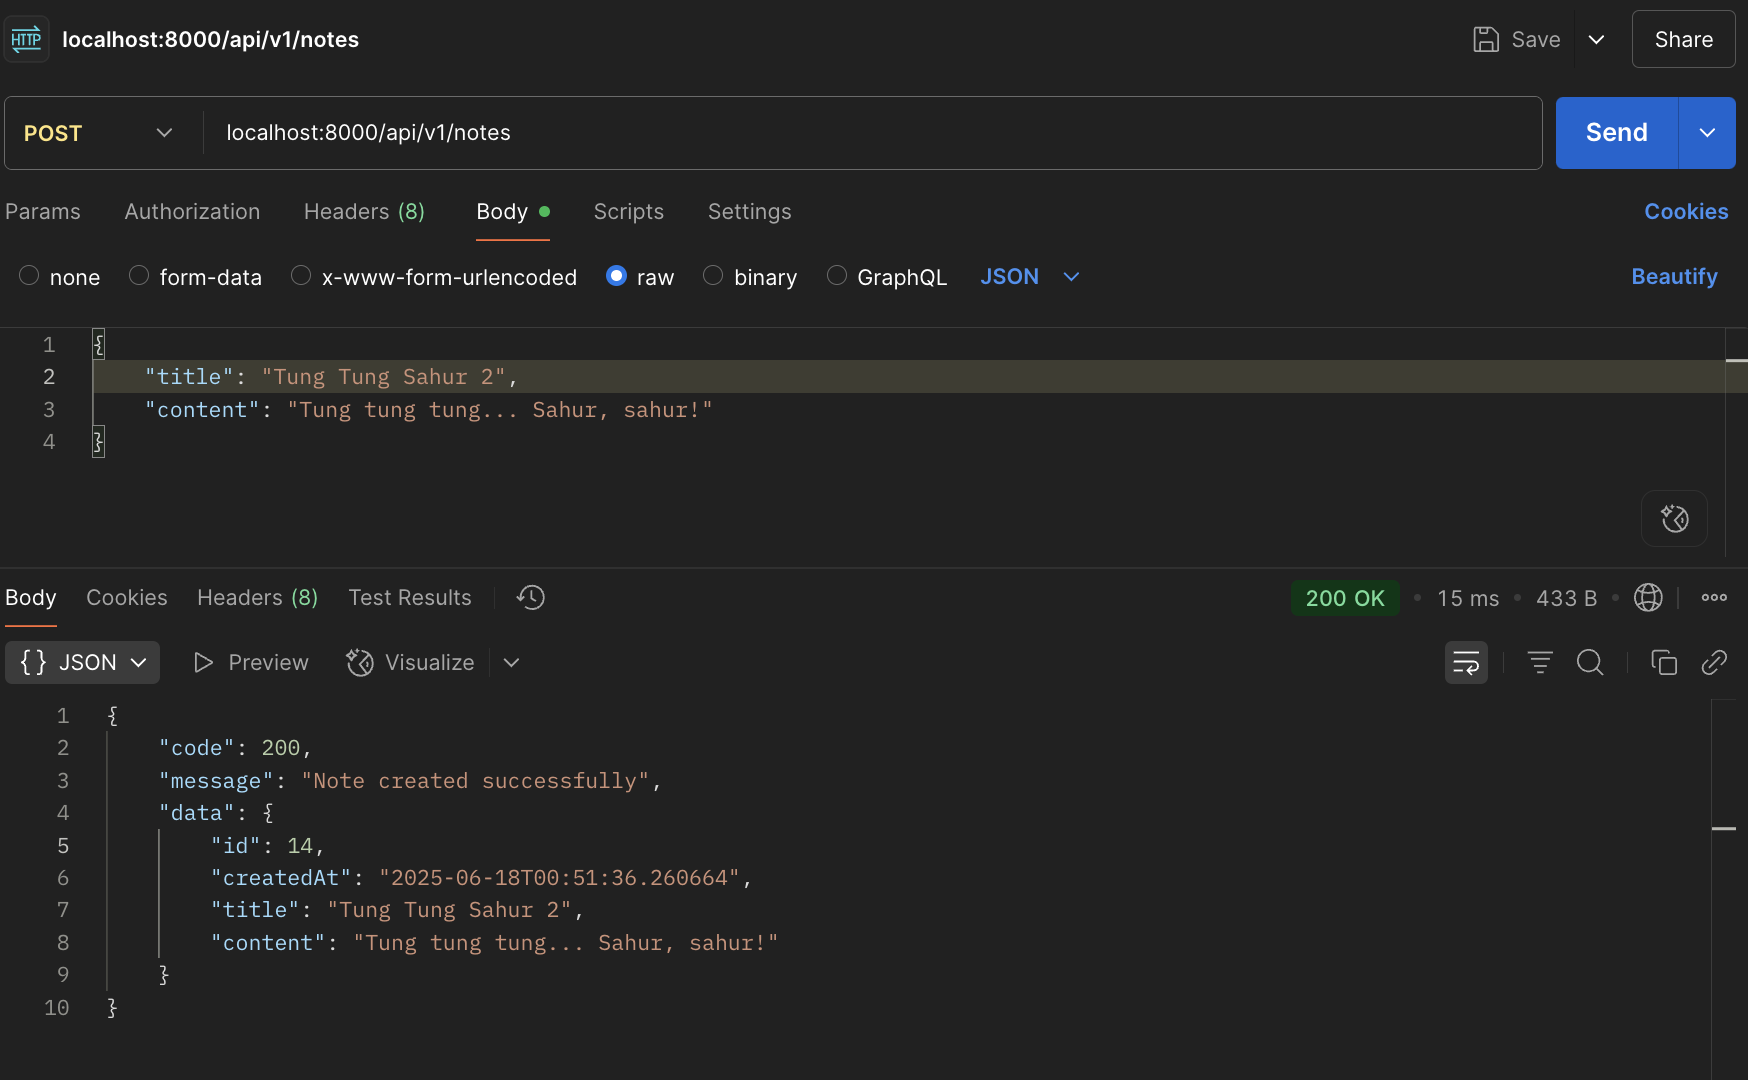 HTTP localhost:8000/api/v1/notes Save Share
POST localhost:8000/api/v1/notes Send
Params Authorization Headers (8) Body Scripts Settings Cookies
none form-data x-www-form-urlencoded raw binary GraphQL JSON Beautify
1 {
2 "title": "Tung Tung Sahur 2",
3 "content": "Tung tung tung... Sahur, sahur!"
4 }
Body Cookies Headers (8) Test Results 200 OK • 15 ms • 433 B •
{} JSON Preview Visualize
1 {
2 "code": 200,
3 "message": "Note created successfully",
4 "data": {
5 "id": 14,
6 "createdAt": "2025-06-18T00:51:36.260664",
7 "title": "Tung Tung Sahur 2",
8 "content": "Tung tung tung... Sahur, sahur!"
9 }
10 }